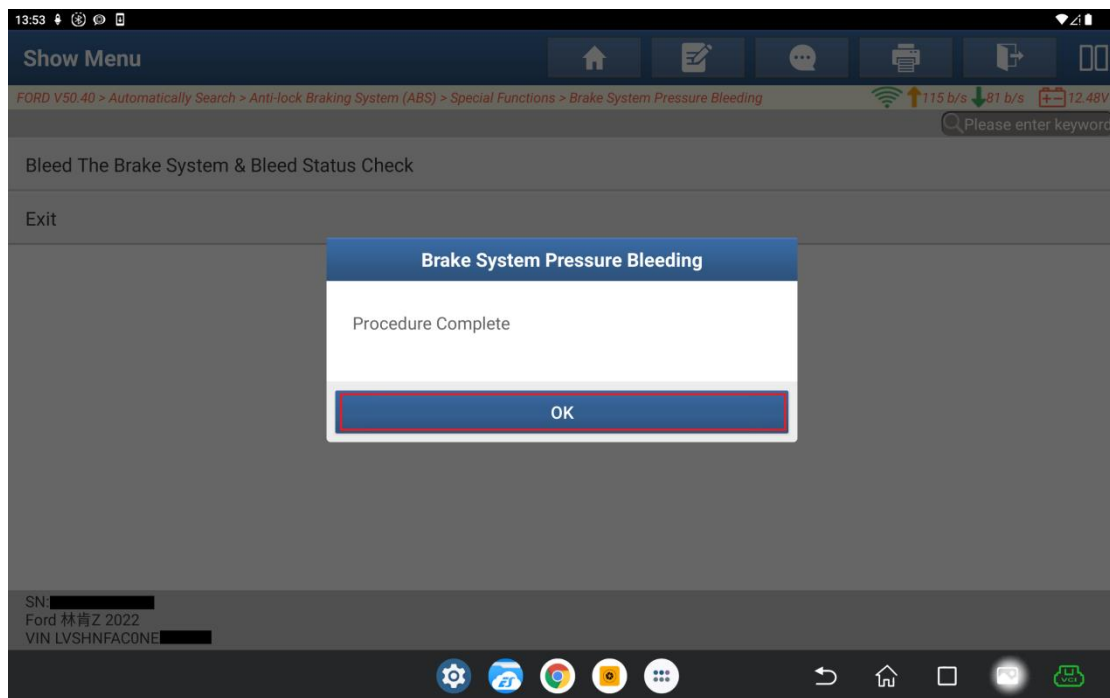 13:53
Show Menu
FORD V50.40 > Automatically Search > Anti-lock Braking System (ABS) > Special Functions > Brake System Pressure Bleeding
115 b/s 81 b/s 12.48V
Please enter keyword
Bleed The Brake System & Bleed Status Check
Exit
Brake System Pressure Bleeding
Procedure Complete
OK
SN:
Ford 林肯Z 2022
VIN LVSHNFAC0NE
ES
VCI